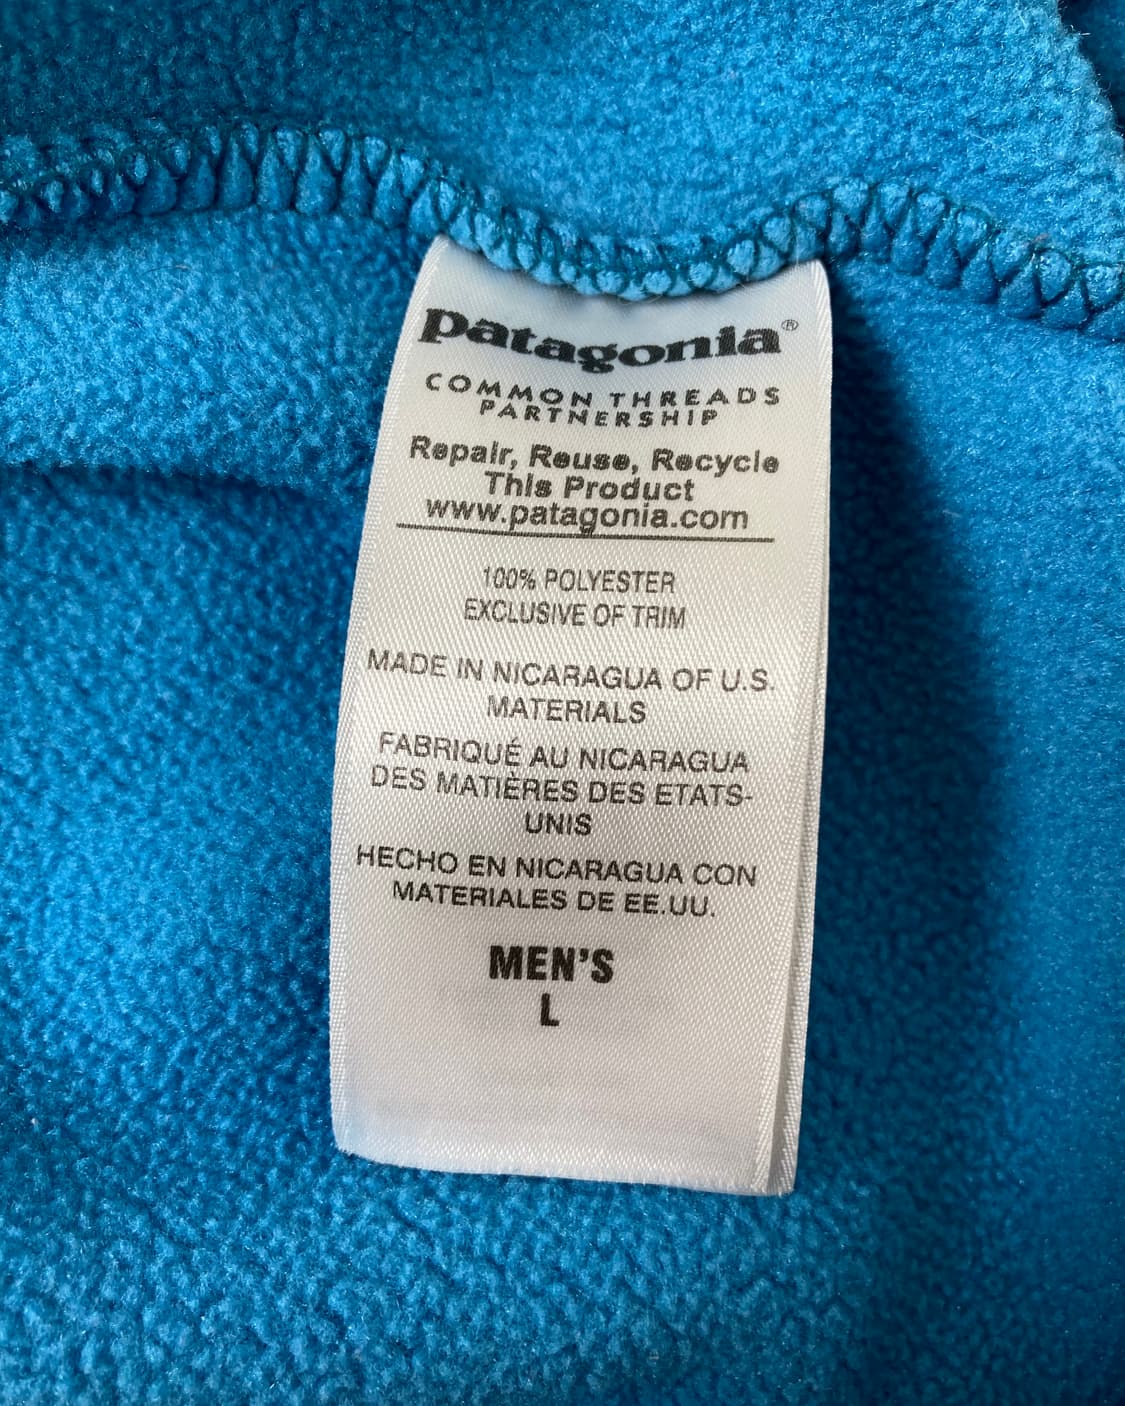 patagonia®
COMMON THREADS
PARTNERSHIP
Repair, Reuse, Recycle
This Product
www.patagonia.com
100% POLYESTER
EXCLUSIVE OF TRIM
MADE IN NICARAGUA OF U.S.
MATERIALS
FABRIQUÉ AU NICARAGUA
DES MATIÈRES DES ETATS-
UNIS
HECHO EN NICARAGUA CON
MATERIALES DE EE.UU.
MEN'S
L